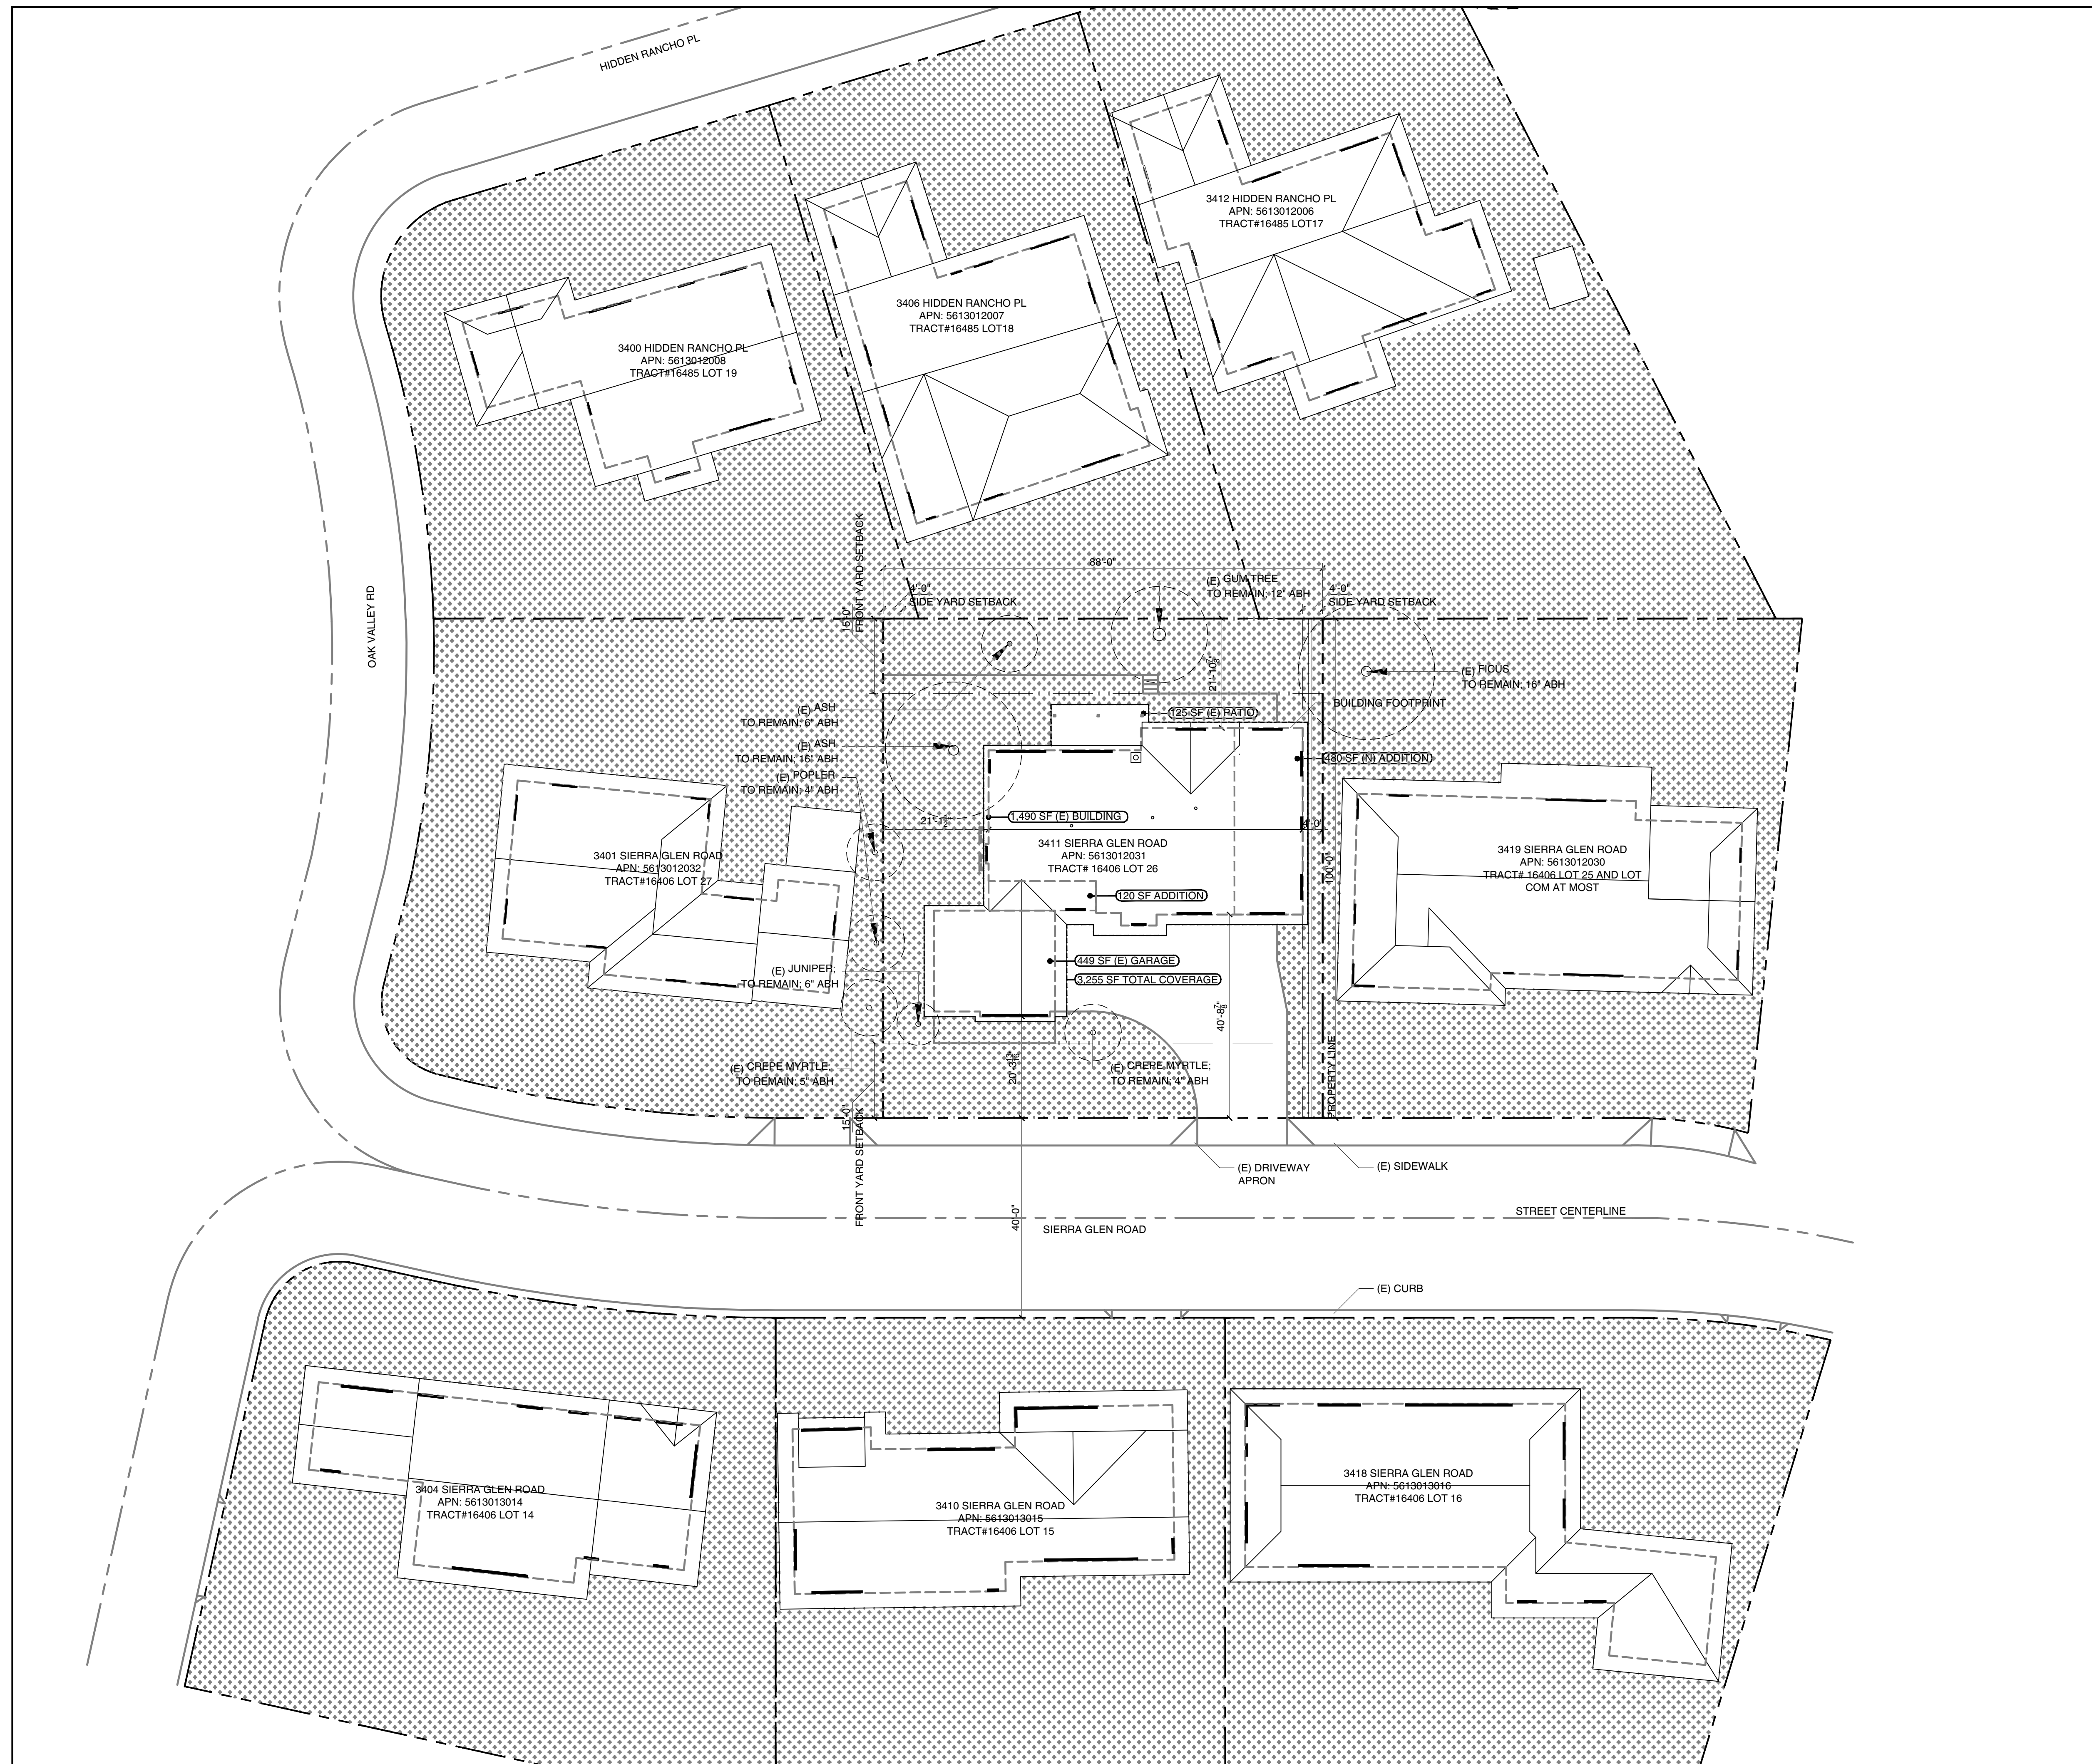 HIDDEN RANCHO PL
3412 HIDDEN RANCHO PL
APN: 5613012006
TRACT#16485 LOT17
3406 HIDDEN RANCHO PL
APN: 5613012007
TRACT#16485 LOT18
3400 HIDDEN RANCHO PL
APN: 5613012008
TRACT#16485 LOT 19
OAK VALLEY RD
15'-0"
FRONT YARD SETBACK
88'-0"
4'-0"
SIDE YARD SETBACK
(E) GUM TREE
TO REMAIN; 12" ABH
4'-0"
SIDE YARD SETBACK
21'-10 7/8"
(E) FICUS
TO REMAIN; 16" ABH
BUILDING FOOTPRINT
(E) ASH
TO REMAIN; 6" ABH
125 SF (E) PATIO
(E) ASH
TO REMAIN; 16" ABH
480 SF (N) ADDITION
(E) POPLER
TO REMAIN; 4" ABH
21'-1 1/2"
1,490 SF (E) BUILDING
4'-0"
3411 SIERRA GLEN ROAD
APN: 5613012031
TRACT# 16406 LOT 26
3401 SIERRA GLEN ROAD
APN: 5613012032
TRACT#16406 LOT 27
3419 SIERRA GLEN ROAD
APN: 5613012030
TRACT# 16406 LOT 25 AND LOT
COM AT MOST
100'-0"
120 SF ADDITION
449 SF (E) GARAGE
3,255 SF TOTAL COVERAGE
(E) JUNIPER;
TO REMAIN; 6" ABH
40'-8 7/8"
(E) CREPE MYRTLE;
TO REMAIN; 5" ABH
(E) CREPE MYRTLE;
TO REMAIN; 4" ABH
PROPERTY LINE
15'-0"
FRONT YARD SETBACK
(E) DRIVEWAY
APRON
(E) SIDEWALK
40'-0"
STREET CENTERLINE
SIERRA GLEN ROAD
(E) CURB
3404 SIERRA GLEN ROAD
APN: 5613013014
TRACT#16406 LOT 14
3410 SIERRA GLEN ROAD
APN: 5613013015
TRACT#16406 LOT 15
3418 SIERRA GLEN ROAD
APN: 5613013016
TRACT#16406 LOT 16